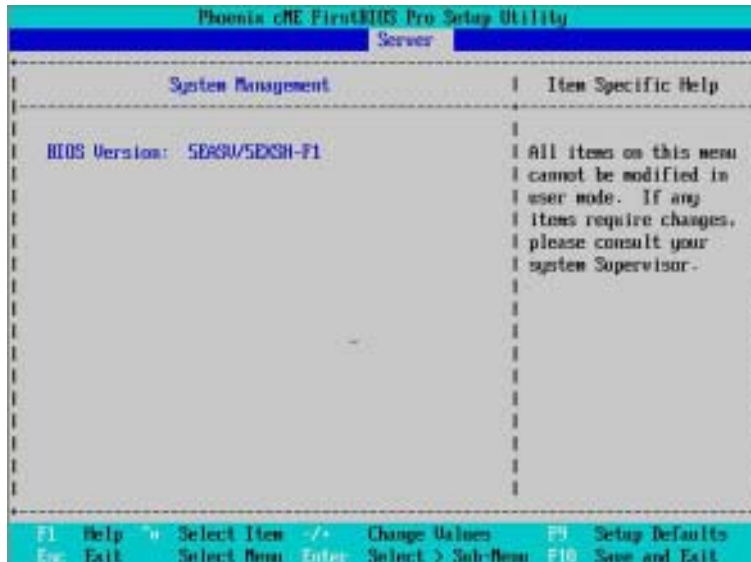 Phoenix cME FirstBIOS Pro Setup Utility
Server
System Management
Item Specific Help
BIOS Version: 5EASV/5EXSH-F1
All items on this menu
cannot be modified in
user mode. If any
items require changes,
please consult your
system Supervisor.
F1 Help Select Item -/+ Change Values F9 Setup Defaults
Esc Exit Select Menu Enter Select > Sub-Menu F10 Save and Exit